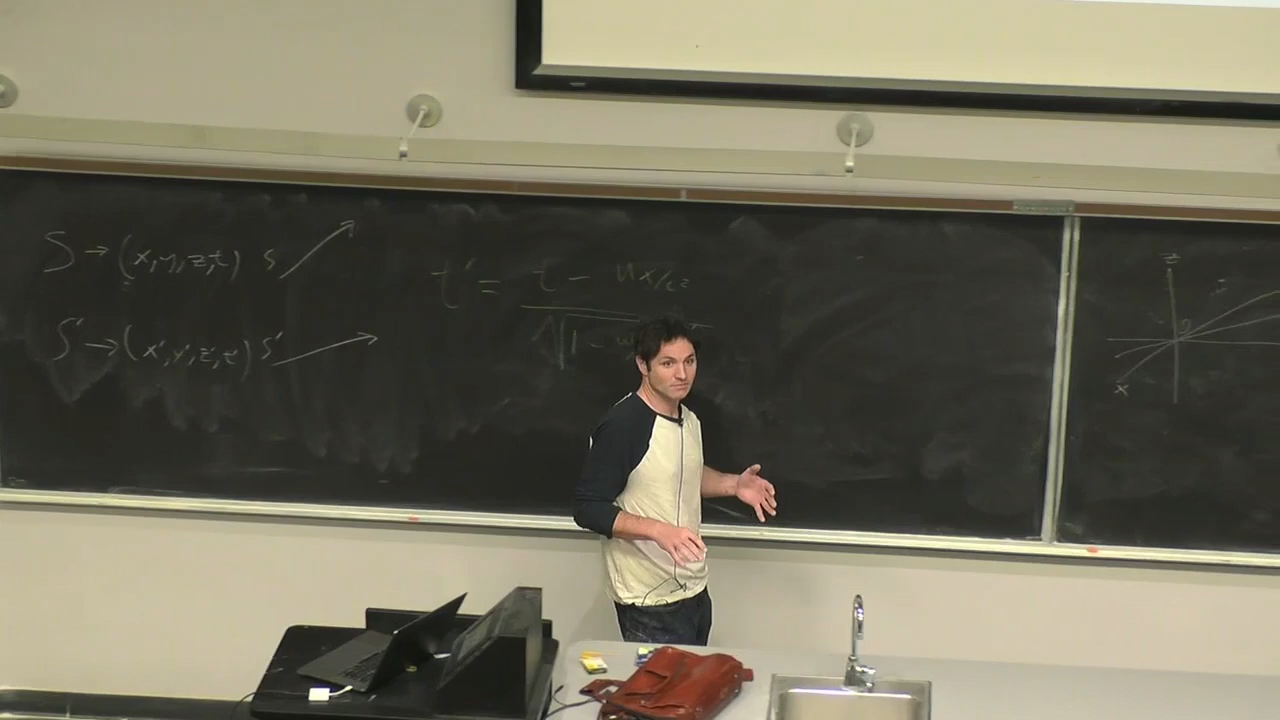 S → (x, y, z, t) S
S' → (x', y', z', t') S'
t' = t - ux/c²
√1 -
z
x